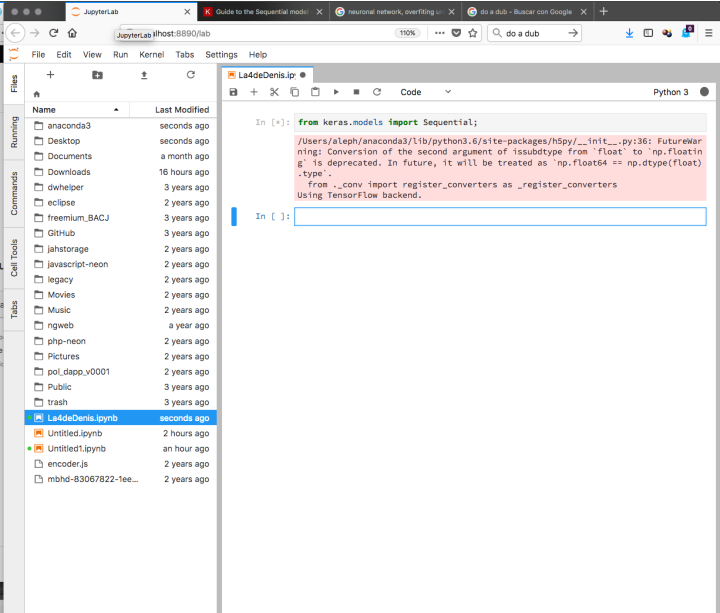 JupyterLab
Guide to the Sequential model
neuronal network, overfiting us
do a dub - Buscar con Google
lhost:8890/lab
110%
do a dub
6
JupyterLab
File Edit View Run Kernel Tabs Settings Help
Files
Running
Commands
Cell Tools
Tabs
Name Last Modified
anaconda3 seconds ago
Desktop seconds ago
Documents a month ago
Downloads 16 hours ago
dwhelper 3 years ago
eclipse 2 years ago
freemium_BACJ 3 years ago
GitHub 3 years ago
jahstorage 2 years ago
javascript-neon 2 years ago
legacy 2 years ago
Movies 2 years ago
Music 2 years ago
ngweb a year ago
php-neon 2 years ago
Pictures 2 years ago
pol_dapp_v0001 2 years ago
Public 3 years ago
trash 3 years ago
La4deDenis.ipynb seconds ago
Untitled.ipynb 2 hours ago
Untitled1.ipynb an hour ago
encoder.js 2 years ago
mbhd-83067822-1ee... 2 years ago
La4deDenis.ipy
Code
Python 3
In [*]: from keras.models import Sequential;
/Users/aleph/anaconda3/lib/python3.6/site-packages/h5py/__init__.py:36: FutureWar
ning: Conversion of the second argument of issubdtype from `float` to `np.floatin
g` is deprecated. In future, it will be treated as `np.float64 == np.dtype(float)
.type`.
from ._conv import register_converters as _register_converters
Using TensorFlow backend.
In [ ]: